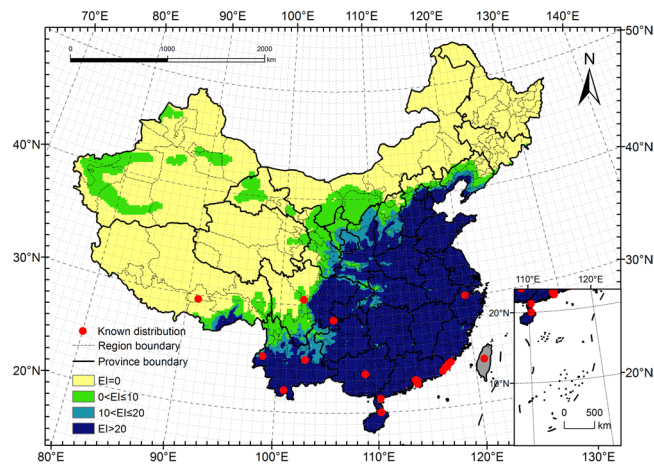 70°E 80°E 90°E 100°E 110°E 120°E 130°E 140°E 50°N
0 1000 2000
km
N
40°N 40°N
30°N 30°N
110°E 120°E
20°N
Known distribution
Region boundary
Province boundary
20°N 20°N
10°N
EI=0
0<EI≤10
10<EI≤20
EI>20
0 500
km
80°E 90°E 100°E 110°E 120°E 130°E